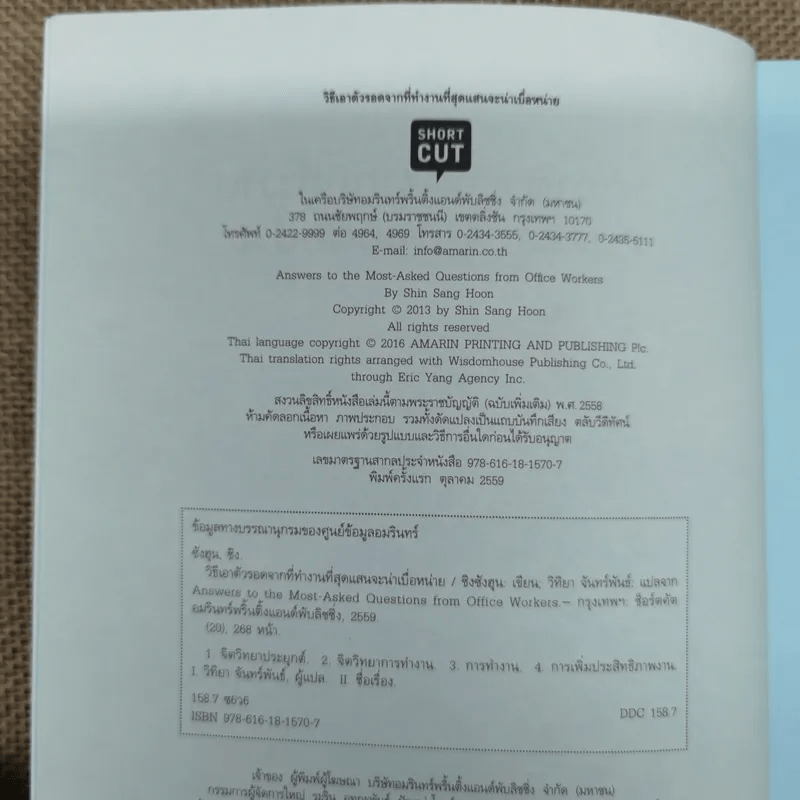 วิธีเอาตัวรอดจากที่ทำงานที่สุดแสนจะน่าเบื่อหน่าย
SHORT
CUT
ในเครือบริษัทอมรินทร์พริ้นติ้งแอนด์พับลิชชิ่ง จำกัด (มหาชน)
378 ถนนชัยพฤกษ์ (บรมราชชนนี) เขตตลิ่งชัน กรุงเทพฯ 10170
โทรศัพท์ 0-2422-9999 ต่อ 4964, 4969 โทรสาร 0-2434-3555, 0-2434-3777, 0-2435-5111
E-mail: info@amarin.co.th
Answers to the Most-Asked Questions from Office Workers
By Shin Sang Hoon
Copyright © 2013 by Shin Sang Hoon
All rights reserved
Thai language copyright © 2016 AMARIN PRINTING AND PUBLISHING Plc.
Thai translation rights arranged with Wisdomhouse Publishing Co., Ltd.
through Eric Yang Agency Inc.
สงวนลิขสิทธิ์หนังสือเล่มนี้ตามพระราชบัญญัติ (ฉบับเพิ่มเติม) พ.ศ. 2558
ห้ามคัดลอกเนื้อหา ภาพประกอบ รวมทั้งดัดแปลงเป็นแถบบันทึกเสียง ตลับวีดีทัศน์
หรือเผยแพร่ด้วยรูปแบบและวิธีการอื่นใดก่อนได้รับอนุญาต
เลขมาตรฐานสากลประจำหนังสือ 978-616-18-1570-7
พิมพ์ครั้งแรก ตุลาคม 2559
ข้อมูลทางบรรณานุกรมของศูนย์ข้อมูลอมรินทร์
ซังฮุน, ชิง.
วิธีเอาตัวรอดจากที่ทำงานที่สุดแสนจะน่าเบื่อหน่าย / ชิงซังฮุน: เขียน; วิทิยา จันทร์พันธ์: แปลจาก
Answers to the Most-Asked Questions from Office Workers.– กรุงเทพฯ: ช็อร์ตคัต
อมรินทร์พริ้นติ้งแอนด์พับลิชชิ่ง, 2559.
(20), 268 หน้า.
1. จิตวิทยาประยุกต์. 2. จิตวิทยาการทำงาน. 3. การทำงาน. 4. การเพิ่มประสิทธิภาพงาน.
I. วิทิยา จันทร์พันธ์, ผู้แปล. II. ชื่อเรื่อง.
158.7 ซ6ว6
DDC 158.7
ISBN 978-616-18-1570-7
เจ้าของ ผู้พิมพ์ผู้โฆษณา บริษัทอมรินทร์พริ้นติ้งแอนด์พับลิชชิ่ง จำกัด (มหาชน)
กรรมการผู้จัดการใหญ่